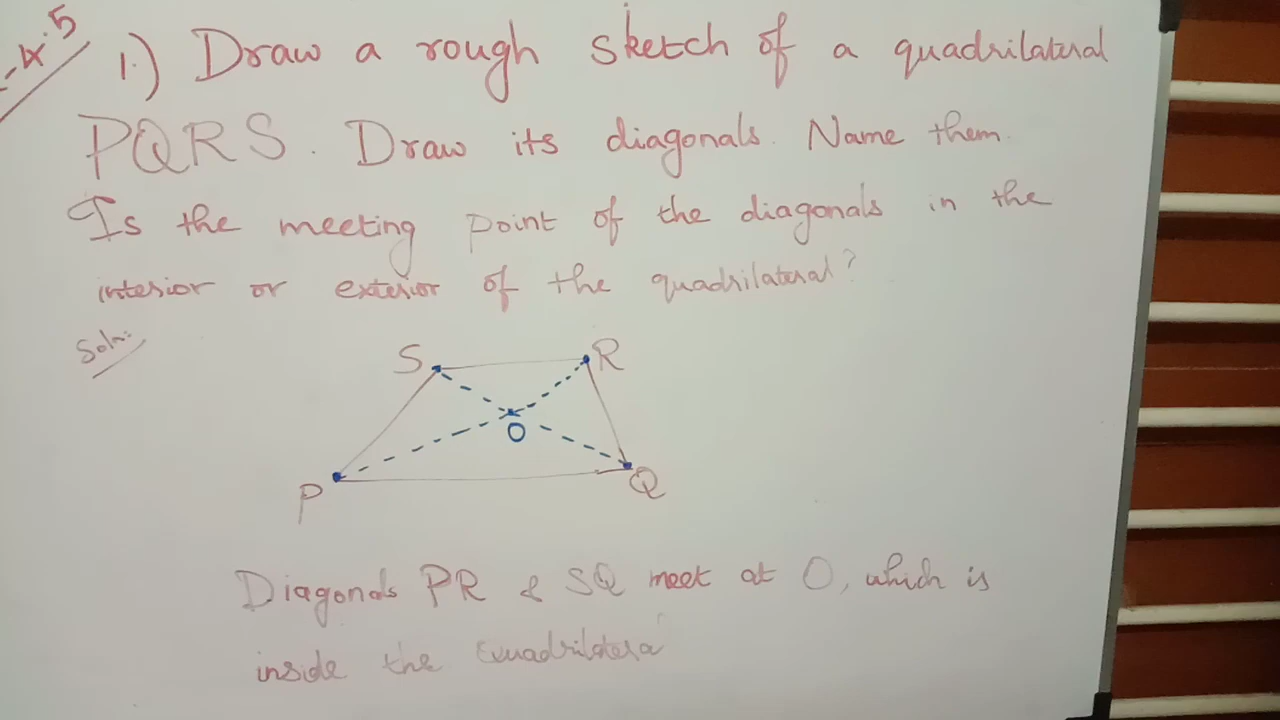 -4.5
1.) Draw a rough sketch of a quadrilateral
PQRS. Draw its diagonals. Name them.
Is the meeting point of the diagonals in the
interior or exterior of the quadrilateral?
Soln:
S R
O
P Q
Diagonals PR & SQ meet at O, which is
inside the Quadrilatera